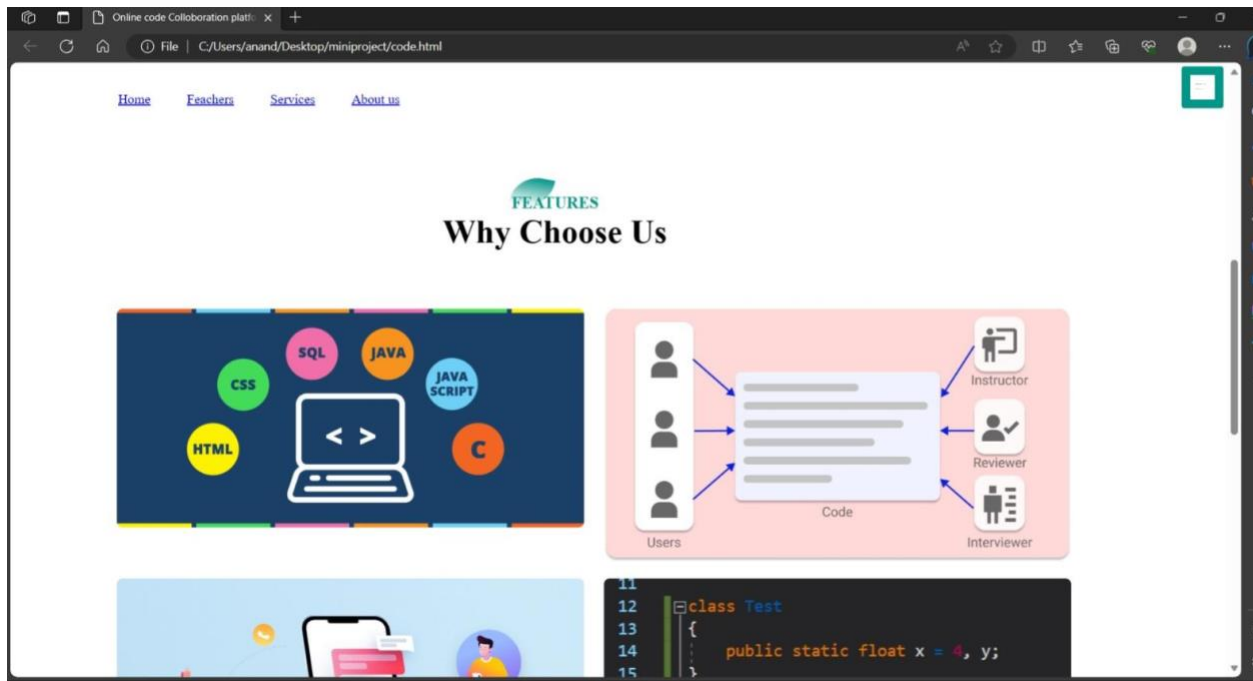 Online code Colloboration platfo
File | C:/Users/anand/Desktop/miniproject/code.html
Home Feachers Services About us
FEATURES
Why Choose Us
SQL JAVA
CSS JAVA SCRIPT
< >
HTML C
Instructor
Reviewer
Code
Users Interviewer
11
12 class Test
13 {
14 public static float x = 4, y;
15 }